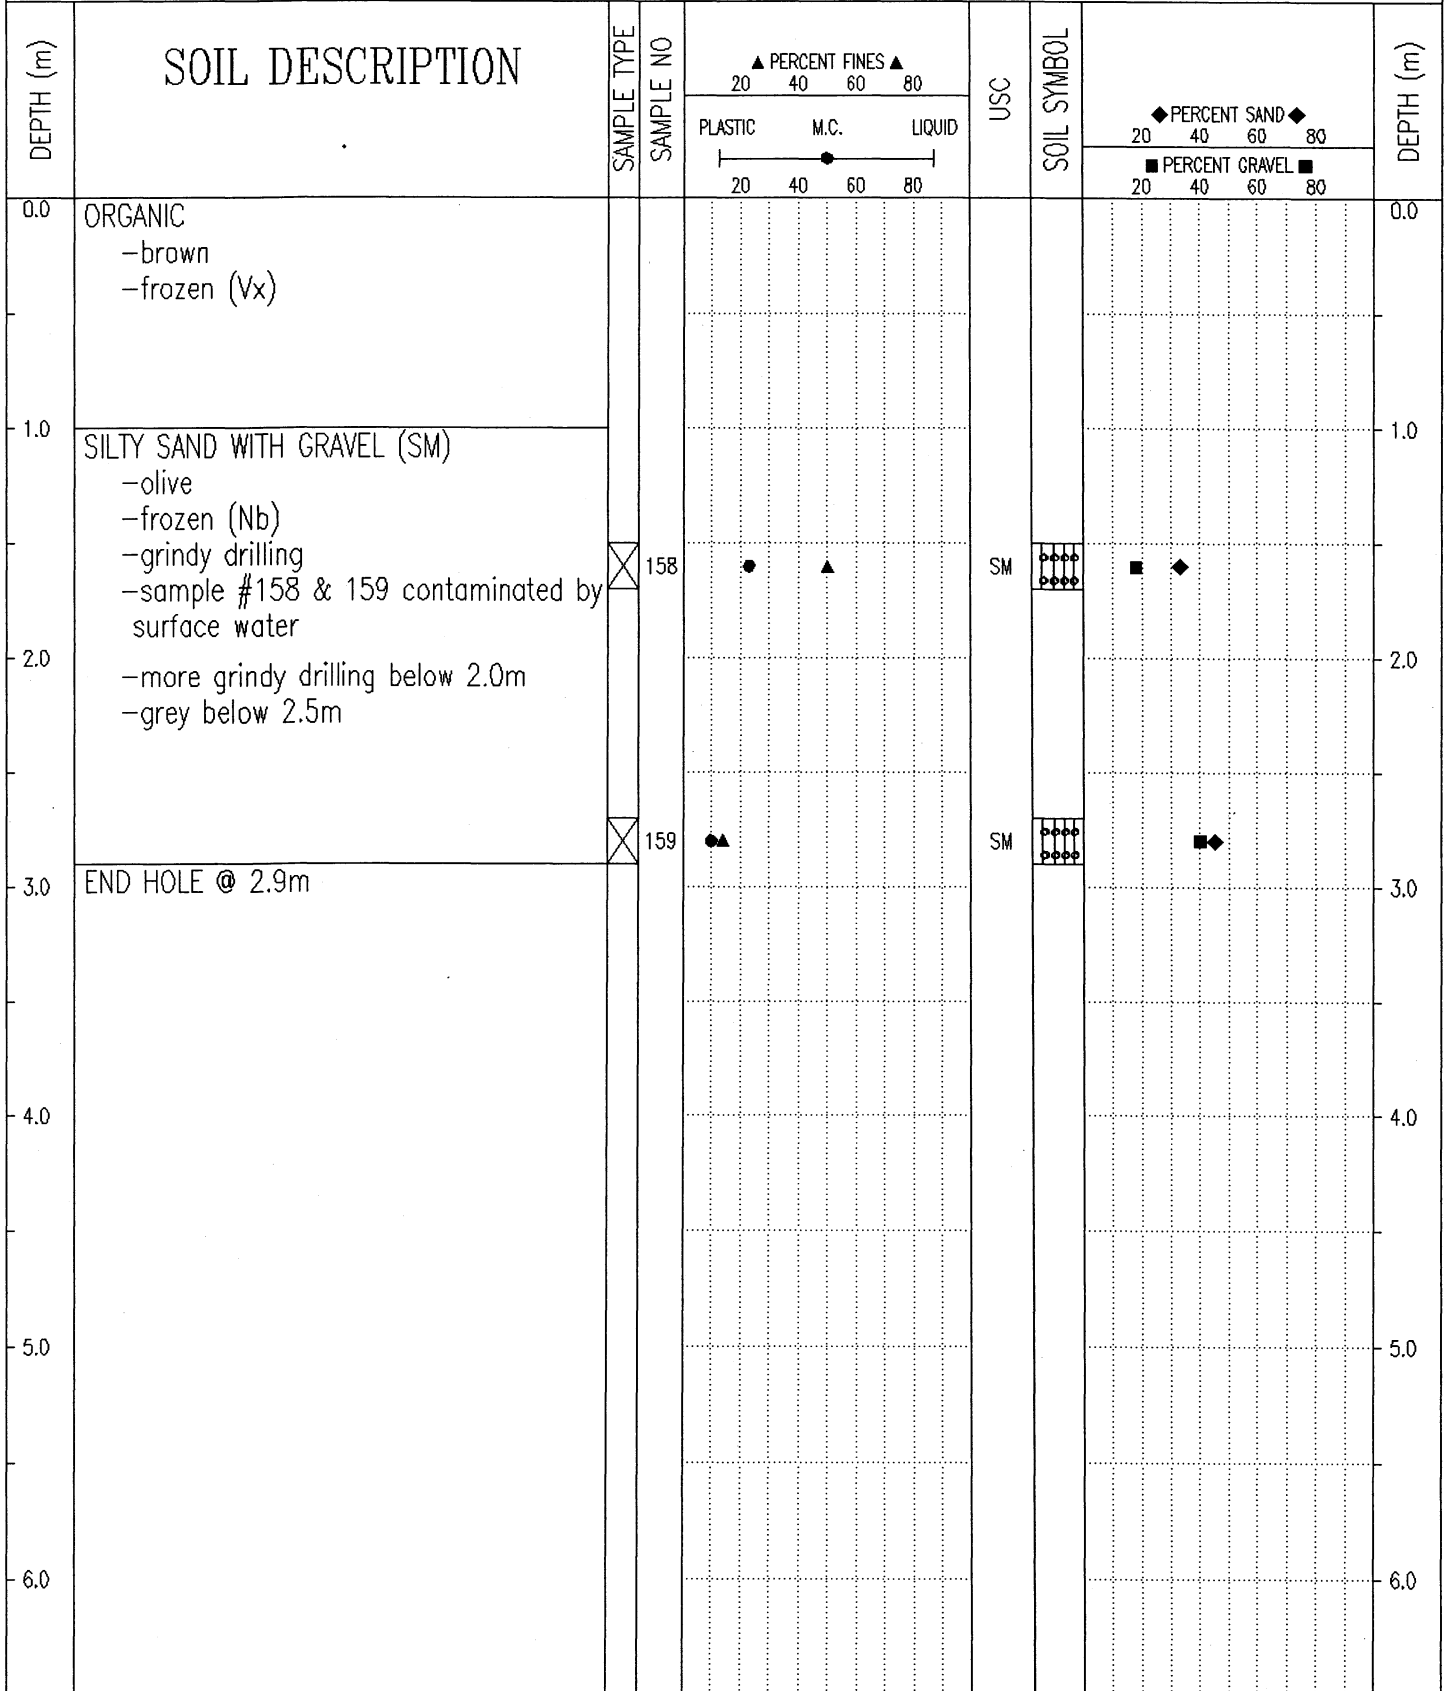 DEPTH (m)
SOIL DESCRIPTION
SAMPLE TYPE
SAMPLE NO
▲ PERCENT FINES ▲
20 40 60 80
PLASTIC M.C. LIQUID
20 40 60 80
USC
SOIL SYMBOL
◆PERCENT SAND◆
20 40 60 80
■ PERCENT GRAVEL ■
20 40 60 80
DEPTH (m)
0.0 ORGANIC 0.0
-brown
-frozen (Vx)
1.0 1.0
SILTY SAND WITH GRAVEL (SM)
-olive
-frozen (Nb)
-grindy drilling
158 SM
-sample #158 & 159 contaminated by
surface water
2.0 2.0
-more grindy drilling below 2.0m
-grey below 2.5m
159 SM
3.0 END HOLE @ 2.9m 3.0
4.0 4.0
5.0 5.0
6.0 6.0